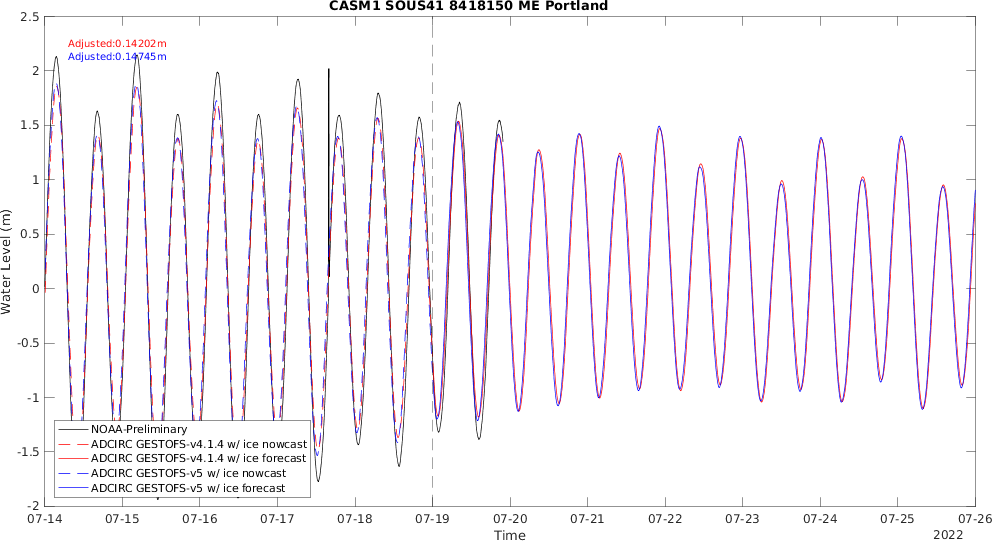 CASM1 SOUS41 8418150 ME Portland
Adjusted:0.14202m
Adjusted:0.14745m
2.5
2
1.5
1
0.5
0
-0.5
-1
-1.5
-2
Water Level (m)
NOAA-Preliminary
ADCIRC GESTOFS-v4.1.4 w/ ice nowcast
ADCIRC GESTOFS-v4.1.4 w/ ice forecast
ADCIRC GESTOFS-v5 w/ ice nowcast
ADCIRC GESTOFS-v5 w/ ice forecast
07-14 07-15 07-16 07-17 07-18 07-19 07-20 07-21 07-22 07-23 07-24 07-25 07-26
Time
2022